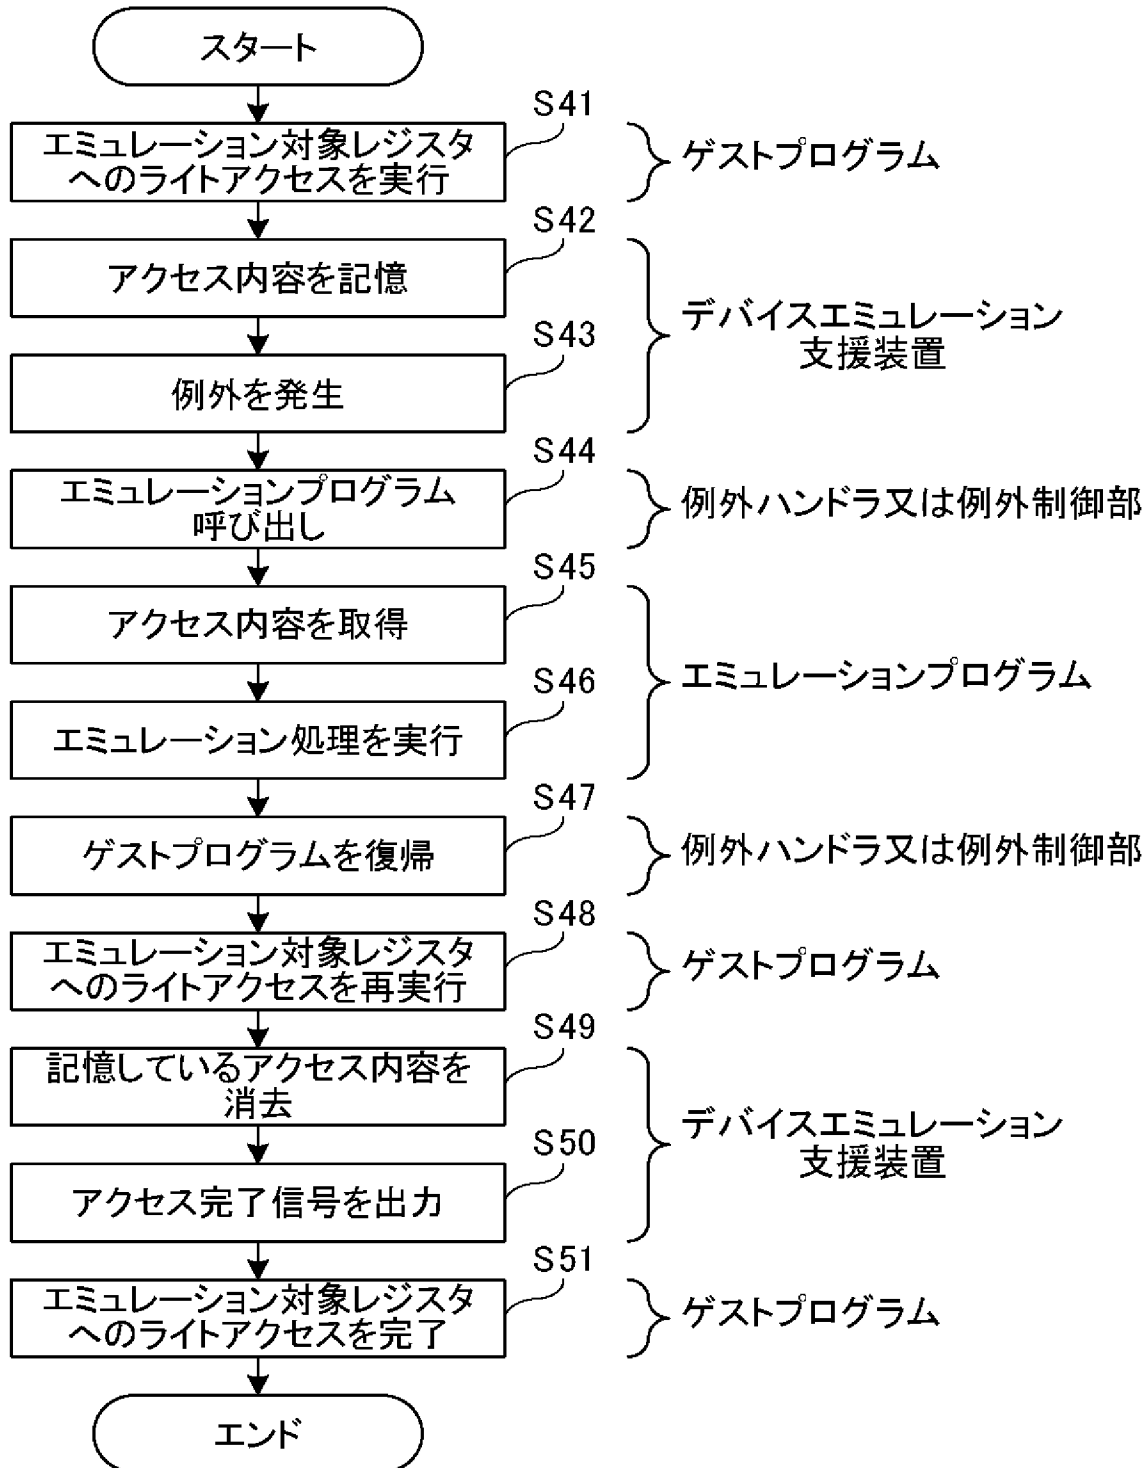 スタート
S41
エミュレーション対象レジスタ
へのライトアクセスを実行
ゲストプログラム
S42
アクセス内容を記憶
デバイスエミュレーション
支援装置
S43
例外を発生
S44
エミュレーションプログラム
呼び出し
例外ハンドラ又は例外制御部
S45
アクセス内容を取得
エミュレーションプログラム
S46
エミュレーション処理を実行
S47
ゲストプログラムを復帰
例外ハンドラ又は例外制御部
S48
エミュレーション対象レジスタ
へのライトアクセスを再実行
ゲストプログラム
S49
記憶しているアクセス内容を
消去
デバイスエミュレーション
支援装置
S50
アクセス完了信号を出力
S51
エミュレーション対象レジスタ
へのライトアクセスを完了
ゲストプログラム
エンド